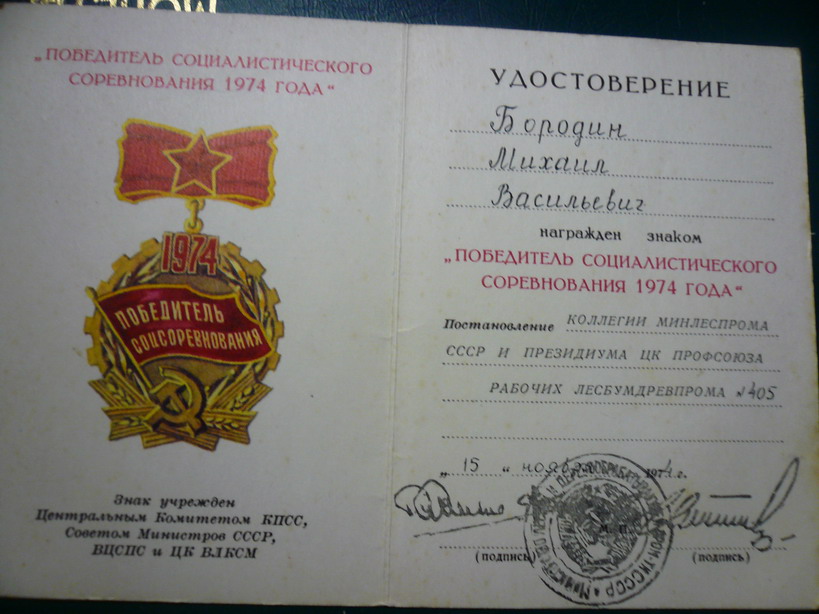 „ПОБЕДИТЕЛЬ СОЦИАЛИСТИЧЕСКОГО
СОРЕВНОВАНИЯ 1974 ГОДА“
1974
ПОБЕДИТЕЛЬ
СОЦСОРЕВНОВАНИЯ
Знак учрежден
Центральным Комитетом КПСС,
Советом Министров СССР,
ВЦСПС и ЦК ВЛКСМ
УДОСТОВЕРЕНИЕ
Бородин
Михаил
Васильевич
награжден знаком
„ПОБЕДИТЕЛЬ СОЦИАЛИСТИЧЕСКОГО
СОРЕВНОВАНИЯ 1974 ГОДА“
Постановление КОЛЛЕГИИ МИНЛЕСПРОМА
СССР И ПРЕЗИДИУМА ЦК ПРОФСОЮЗА
РАБОЧИХ ЛЕСБУМДРЕВПРОМА №405
„15“ ноября 1974 г.
М. П.
(подпись) (подпись)